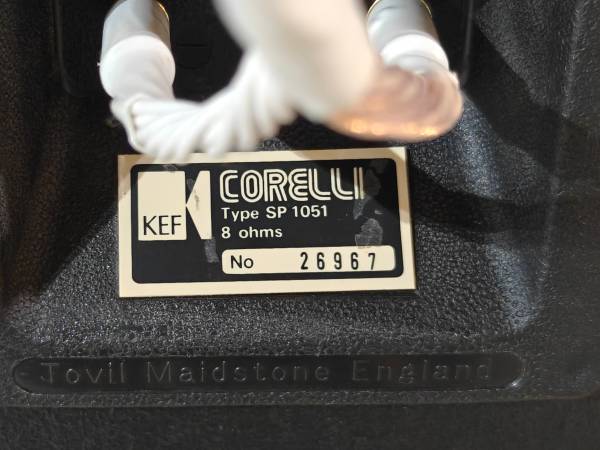 KEF
CORELLI
Type SP 1051
8 ohms
No 26967
Tovil Maidstone England